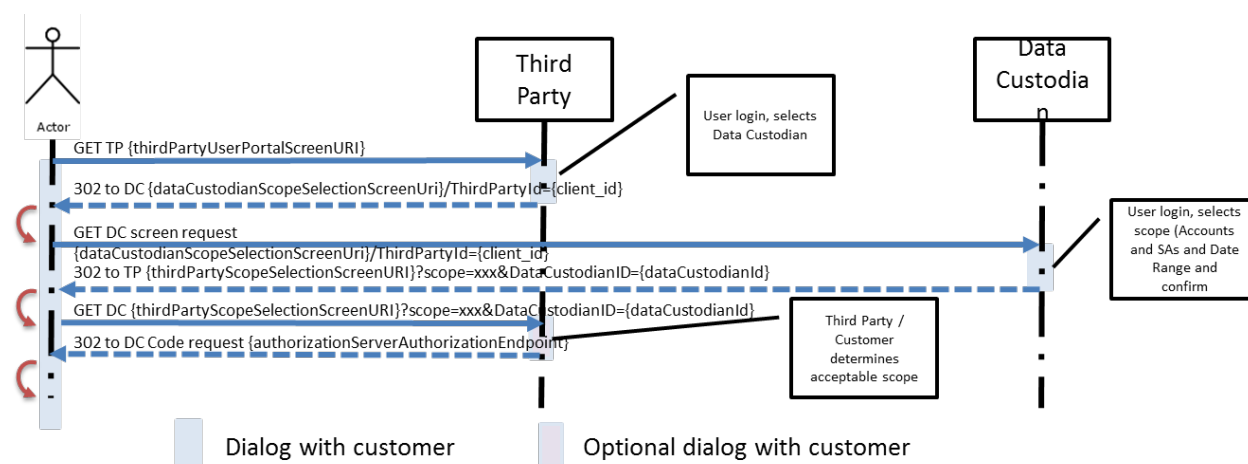 Actor
Third
Party
Data
Custodia
n
User login, selects
Data Custodian
GET TP {thirdPartyUserPortalScreenURI}
302 to DC {dataCustodianScopeSelectionScreenUri}/ThirdPartyId={client_id}
GET DC screen request
{dataCustodianScopeSelectionScreenUri}/ThirdPartyId={client_id}
User login, selects
scope (Accounts
and SAs and Date
Range and
confirm
302 to TP {thirdPartyScopeSelectionScreenURI}?scope=xxx&DataCustodianID={dataCustodianId}
GET DC {thirdPartyScopeSelectionScreenURI}?scope=xxx&DataCustodianID={dataCustodianId}
302 to DC Code request {authorizationServerAuthorizationEndpoint}
Third Party /
Customer
determines
acceptable scope
Dialog with customer
Optional dialog with customer